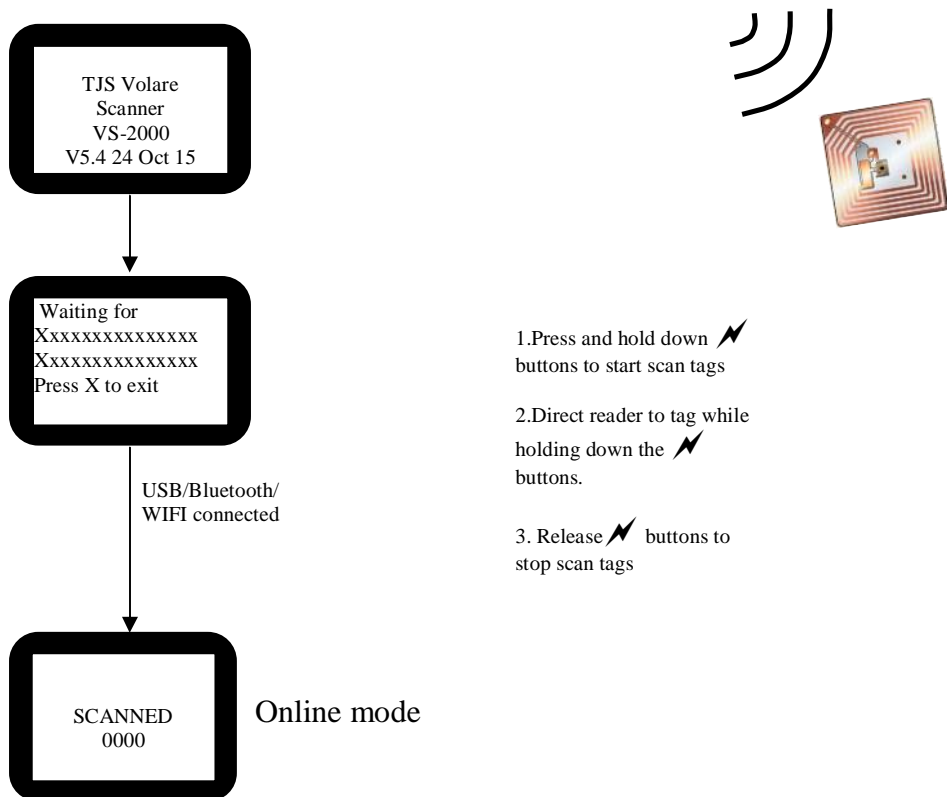 TJS Volare
Scanner
VS-2000
V5.4 24 Oct 15
Waiting for
Xxxxxxxxxxxxxxx
Xxxxxxxxxxxxxxx
Press X to exit
USB/Bluetooth/
WIFI connected
SCANNED
0000
Online mode
1.Press and hold down
buttons to start scan tags
2.Direct reader to tag while
holding down the
buttons.
3. Release buttons to
stop scan tags